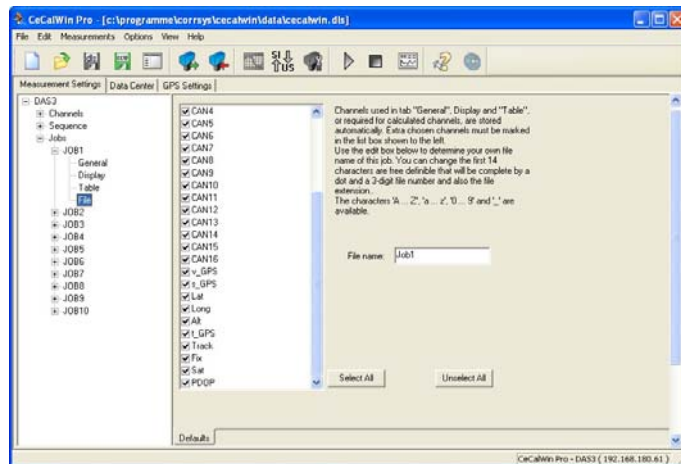 CeCalWin Pro - [c:\programme\corrsys\cecalwin\data\cecalwin.dls]
File Edit Measurements Options View Help
SI US
Measurement Settings Data Center GPS Settings
DAS3
Channels
Sequence
Jobs
JOB1
General
Display
Table
File
JOB2
JOB3
JOB4
JOB5
JOB6
JOB7
JOB8
JOB9
JOB10
CAN4
CAN5
CAN6
CAN7
CAN8
CAN9
CAN10
CAN11
CAN12
CAN13
CAN14
CAN15
CAN16
v_GPS
s_GPS
Lat
Long
Alt
t_GPS
Track
Fix
Sat
PDOP
Channels used in tab "General", Display and "Table",
or required for calculated channels, are stored
automatically. Extra chosen channels must be marked
in the list box shown to the left.
Use the edit box below to determine your own file
name of this job. You can change the first 14
characters are free definible that will be complete by a
dot and a 3-digit file number and also the file
extension.
The characters 'A ... Z', 'a ... z', '0 ... 9' and '_' are
available.
File name: Job1
Select All Unselect All
Defaults
CeCalWin Pro - DAS3 ( 192.168.180.61 )